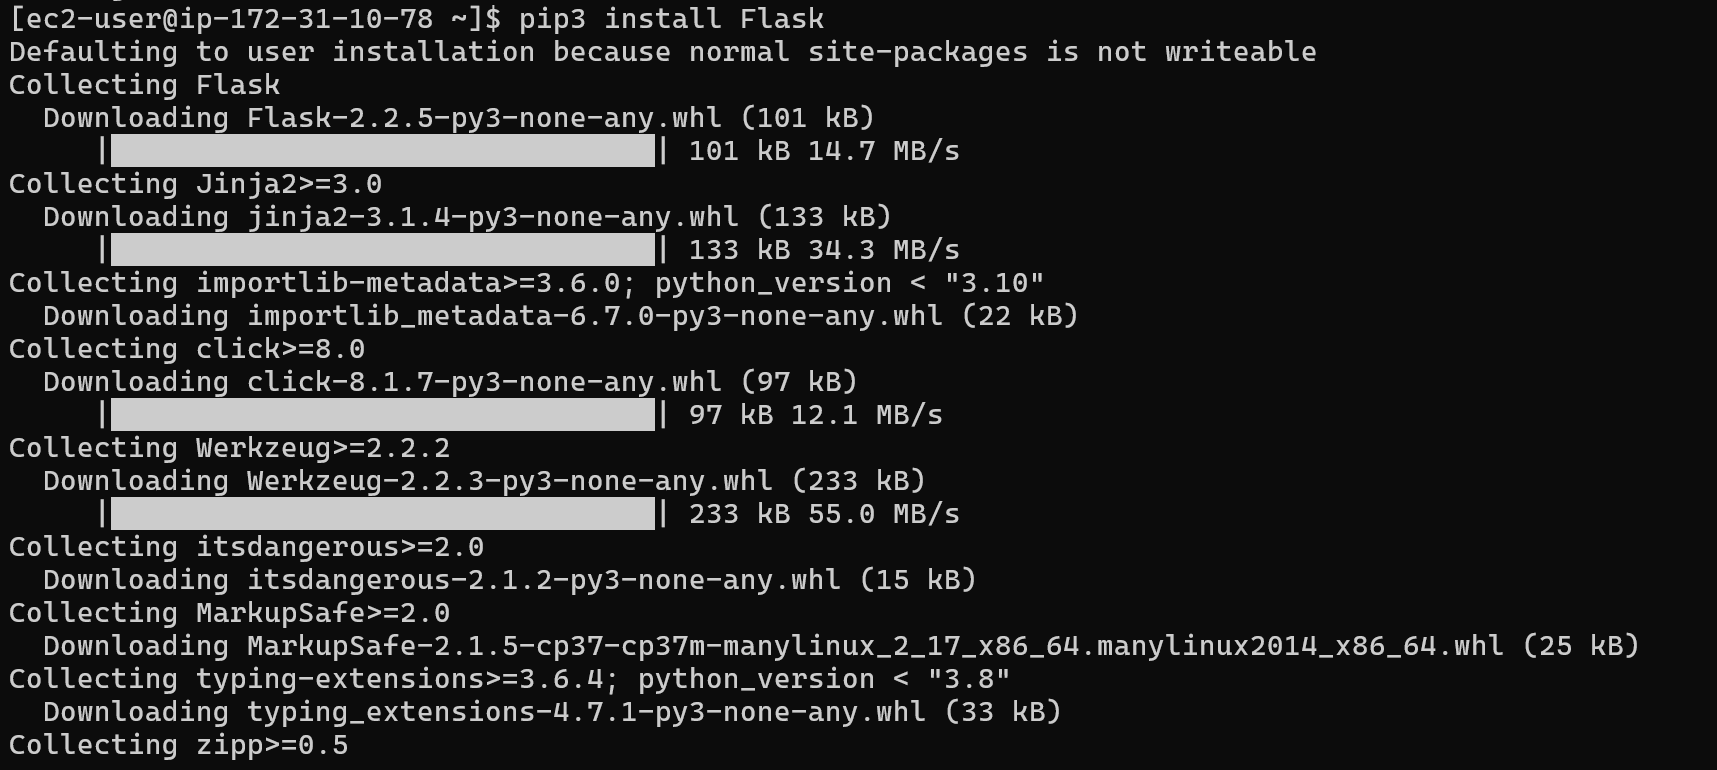 [ec2-user@ip-172-31-10-78 ~]$ pip3 install Flask
Defaulting to user installation because normal site-packages is not writeable
Collecting Flask
  Downloading Flask-2.2.5-py3-none-any.whl (101 kB)
     |████████████████████████████████| 101 kB 14.7 MB/s
Collecting Jinja2>=3.0
  Downloading jinja2-3.1.4-py3-none-any.whl (133 kB)
     |████████████████████████████████| 133 kB 34.3 MB/s
Collecting importlib-metadata>=3.6.0; python_version < "3.10"
  Downloading importlib_metadata-6.7.0-py3-none-any.whl (22 kB)
Collecting click>=8.0
  Downloading click-8.1.7-py3-none-any.whl (97 kB)
     |████████████████████████████████| 97 kB 12.1 MB/s
Collecting Werkzeug>=2.2.2
  Downloading Werkzeug-2.2.3-py3-none-any.whl (233 kB)
     |████████████████████████████████| 233 kB 55.0 MB/s
Collecting itsdangerous>=2.0
  Downloading itsdangerous-2.1.2-py3-none-any.whl (15 kB)
Collecting MarkupSafe>=2.0
  Downloading MarkupSafe-2.1.5-cp37-cp37m-manylinux_2_17_x86_64.manylinux2014_x86_64.whl (25 kB)
Collecting typing-extensions>=3.6.4; python_version < "3.8"
  Downloading typing_extensions-4.7.1-py3-none-any.whl (33 kB)
Collecting zipp>=0.5